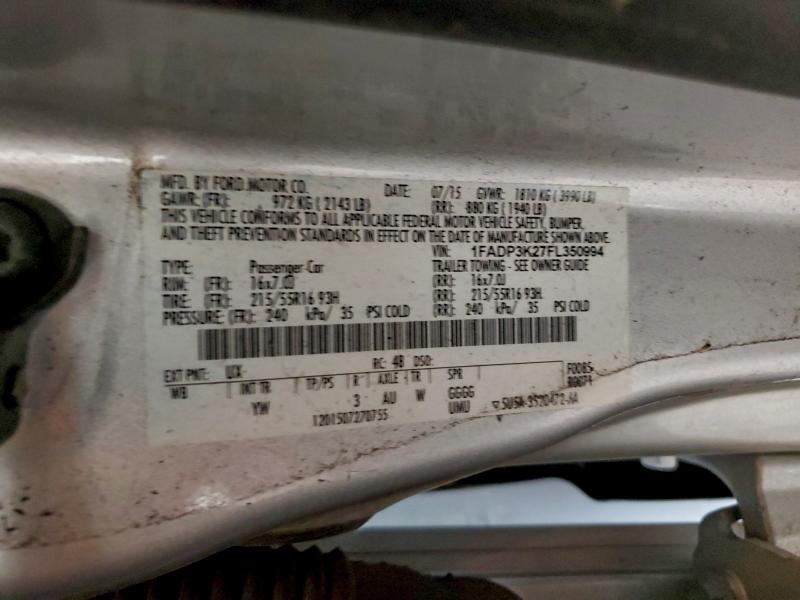 MFD. BY FORD MOTOR CO. DATE: 07/15 GVWR: 1810 KG ( 3990 LB)
GAWR: (FR): 972 KG ( 2143 LB) (RR): 880 KG ( 1940 LB)
THIS VEHICLE CONFORMS TO ALL APPLICABLE FEDERAL MOTOR VEHICLE SAFETY, BUMPER,
AND THEFT PREVENTION STANDARDS IN EFFECT ON THE DATE OF MANUFACTURE SHOWN ABOVE.
VIN: 1FADP3K27FL350994
TYPE: Passenger-Car TRAILER TOWING - SEE OWNER GUIDE
RIM: (FR): 16x7.0J (RR): 16x7.0J
TIRE: (FR): 215/55R16 93H (RR): 215/55R16 93H
PRESSURE: (FR): 240 kPa/ 35 PSI COLD (RR): 240 kPa/ 35 PSI COLD
EXT PNT: UX RC: 48 DSO:
WB INT TR TP/PS R AXLE TR SPR F0085
YW 3 AU W GGGG
1201507270755 UMU